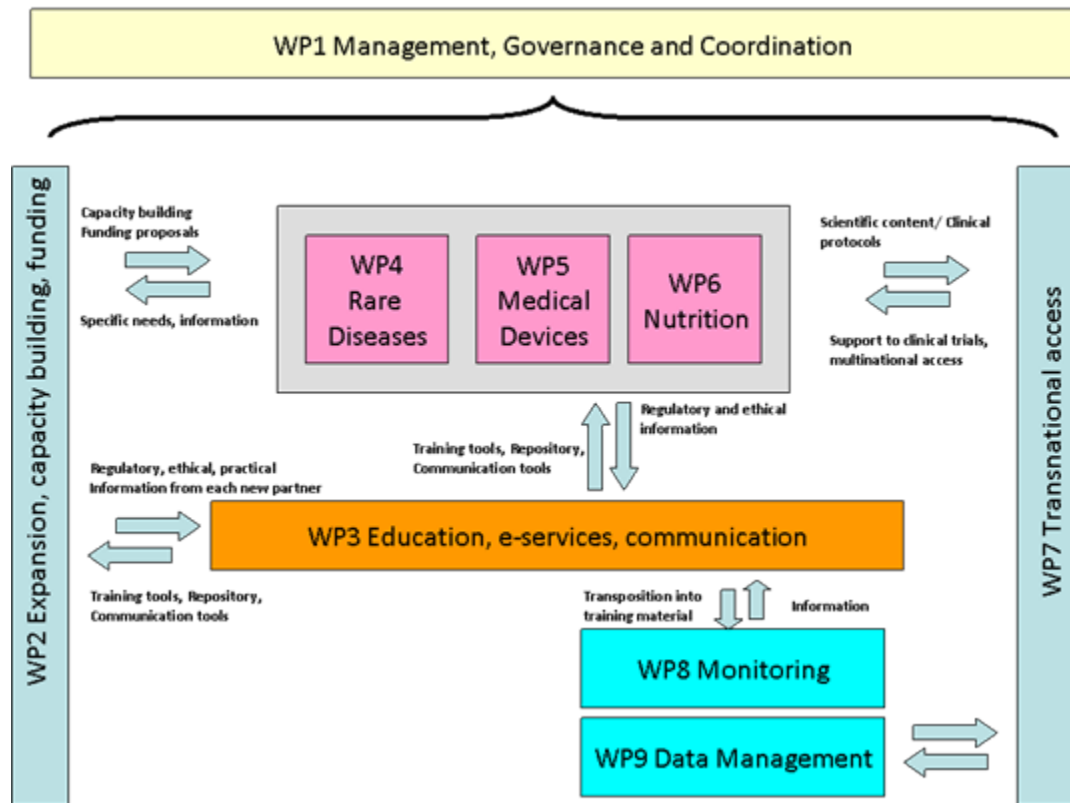 WP1 Management, Governance and Coordination
WP2 Expansion, capacity building, funding
Capacity building
Funding proposals
Specific needs, information
WP4
Rare
Diseases
WP5
Medical
Devices
WP6
Nutrition
Scientific content/ Clinical
protocols
Support to clinical trials,
multinational access
WP7 Transnational access
Training tools, Repository,
Communication tools
Regulatory and ethical
information
Regulatory, ethical, practical
Information from each new partner
WP3 Education, e-services, communication
Training tools, Repository,
Communication tools
Transposition into
training material
Information
WP8 Monitoring
WP9 Data Management